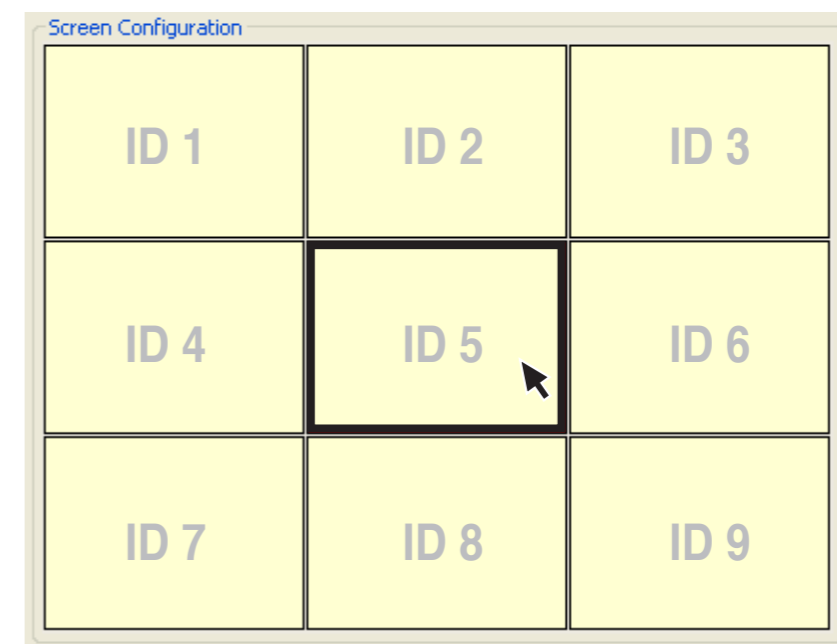 Screen Configuration
ID 1 ID 2 ID 3
ID 4 ID 5 ID 6
ID 7 ID 8 ID 9